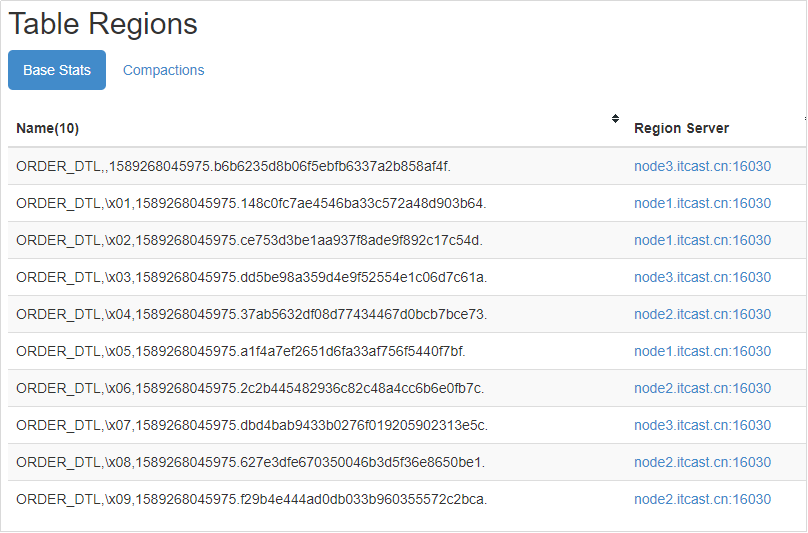 Table Regions
Base Stats Compactions
Name(10) Region Server
ORDER_DTL,,1589268045975.b6b6235d8b06f5ebfb6337a2b858af4f. node3.itcast.cn:16030
ORDER_DTL,\x01,1589268045975.148c0fc7ae4546ba33c572a48d903b64. node1.itcast.cn:16030
ORDER_DTL,\x02,1589268045975.ce753d3be1aa937f8ade9f892c17c54d. node1.itcast.cn:16030
ORDER_DTL,\x03,1589268045975.dd5be98a359d4e9f52554e1c06d7c61a. node3.itcast.cn:16030
ORDER_DTL,\x04,1589268045975.37ab5632df08d77434467d0bcb7bce73. node2.itcast.cn:16030
ORDER_DTL,\x05,1589268045975.a1f4a7ef2651d6fa33af756f5440f7bf. node1.itcast.cn:16030
ORDER_DTL,\x06,1589268045975.2c2b445482936c82c48a4cc6b6e0fb7c. node2.itcast.cn:16030
ORDER_DTL,\x07,1589268045975.dbd4bab9433b0276f019205902313e5c. node3.itcast.cn:16030
ORDER_DTL,\x08,1589268045975.627e3dfe670350046b3d5f36e8650be1. node2.itcast.cn:16030
ORDER_DTL,\x09,1589268045975.f29b4e444ad0db033b960355572c2bca. node2.itcast.cn:16030